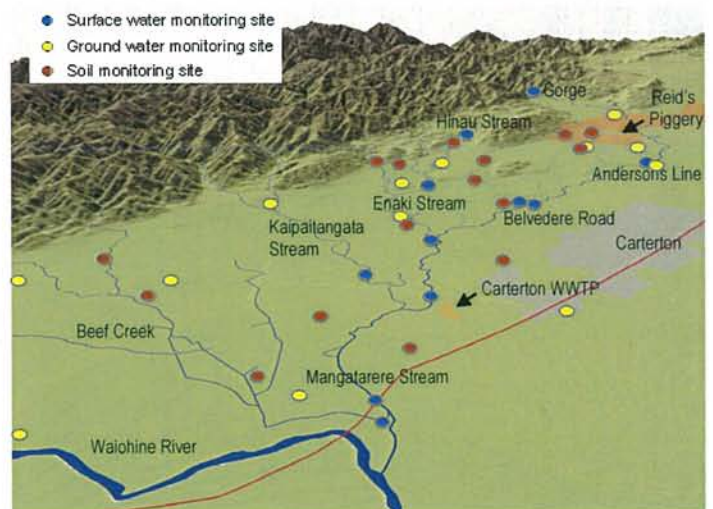 Surface water monitoring site
Ground water monitoring site
Soil monitoring site
Gorge
Reid's
Piggery
Hinau Stream
Andersons Line
Enaki Stream
Belvedere Road
Kaipaitangata
Stream
Carterton
Carterton WWTP
Beef Creek
Mangatarere Stream
Waiohine River